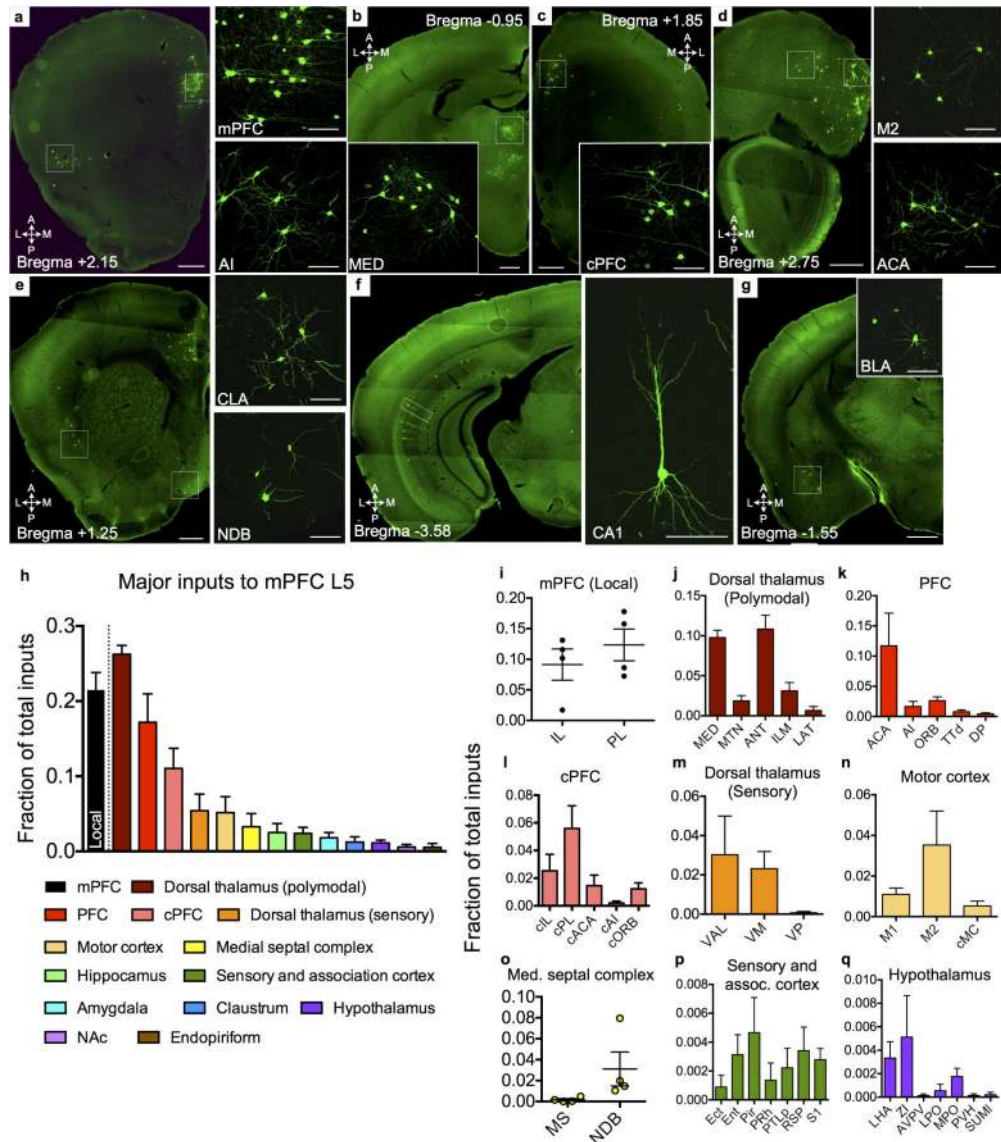 a
mPFC
AI
A
L M
P
Bregma +2.15
b
Bregma -0.95
A
L M
P
MED
c
Bregma +1.85
A
M L
P
cPFC
d
M2
ACA
A
L M
P
Bregma +2.75
e
CLA
NDB
A
L M
P
Bregma +1.25
f
A
L M
P
Bregma -3.58
CA1
g
BLA
A
L M
P
Bregma -1.55
h
Major inputs to mPFC L5
Fraction of total inputs
0.3
0.2
0.1
0.0
Local
mPFC
Dorsal thalamus (polymodal)
PFC
cPFC
Dorsal thalamus (sensory)
Motor cortex
Medial septal complex
Hippocamus
Sensory and association cortex
Amygdala
Claustrum
Hypothalamus
NAc
Endopiriform
Fraction of total inputs
i
mPFC (Local)
0.20
0.15
0.10
0.05
0.00
IL
PL
j
Dorsal thalamus
(Polymodal)
0.15
0.10
0.05
0.00
MED
MTN
ANT
ILM
LAT
k
PFC
0.20
0.15
0.10
0.05
0.00
ACA
AI
ORB
TTd
DP
l
cPFC
0.08
0.06
0.04
0.02
0.00
cIL
cPL
cACA
cAI
cORB
m
Dorsal thalamus
(Sensory)
0.06
0.04
0.02
0.00
VAL
VM
VP
n
Motor cortex
0.06
0.04
0.02
0.00
M1
M2
cMC
o
Med. septal complex
0.10
0.08
0.06
0.04
0.02
0.00
MS
NDB
p
Sensory and
assoc. cortex
0.008
0.006
0.004
0.002
0.000
Ect
Ent
Pir
PRh
PTLp
RSP
S1
q
Hypothalamus
0.010
0.008
0.006
0.004
0.002
0.000
LHA
ZI
AVPV
LPO
MPO
PVH
SUMl